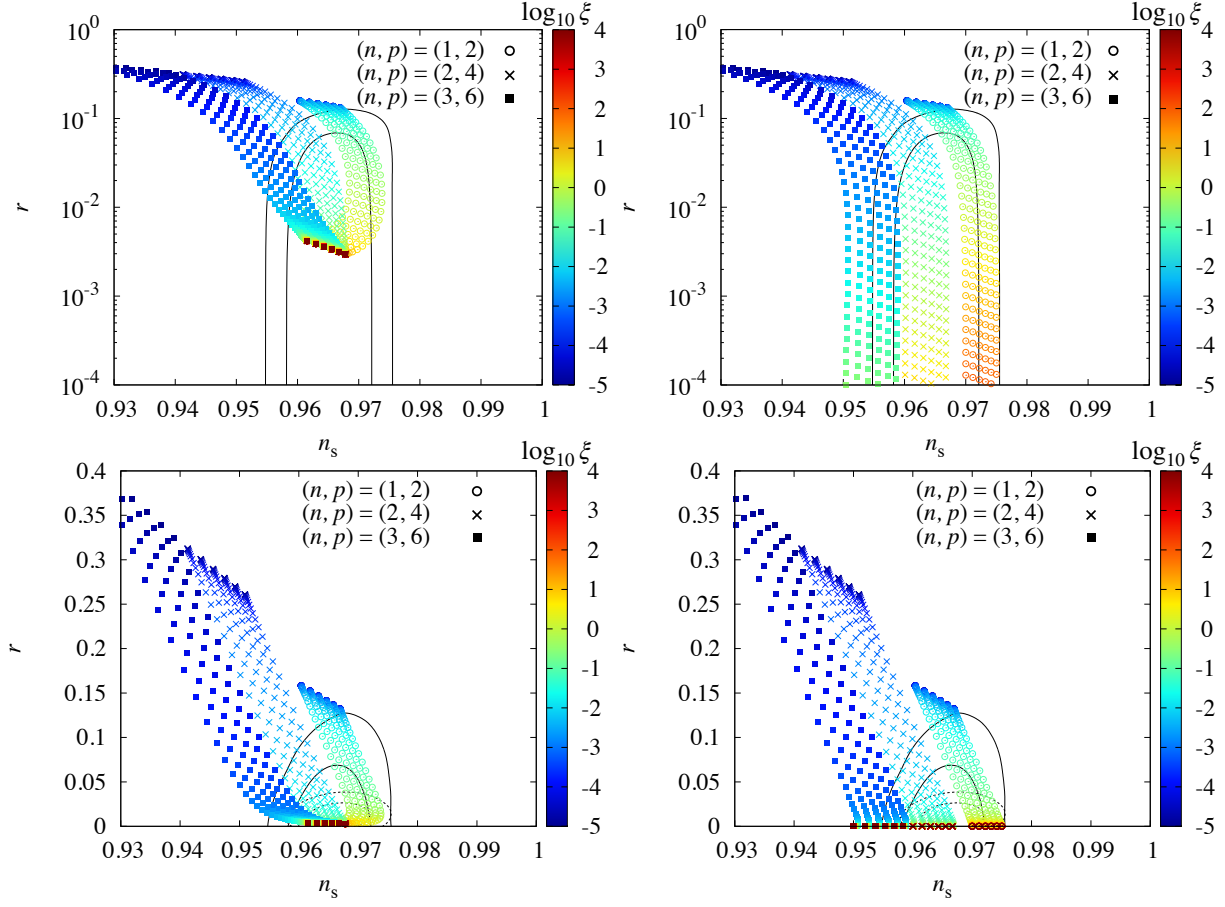 log₁₀ ξ
(n, p) = (1, 2)
(n, p) = (2, 4)
(n, p) = (3, 6)
10⁰
10⁻¹
10⁻²
10⁻³
10⁻⁴
r
0.93 0.94 0.95 0.96 0.97 0.98 0.99 1
nₛ
4
3
2
1
0
-1
-2
-3
-4
-5
log₁₀ ξ
(n, p) = (1, 2)
(n, p) = (2, 4)
(n, p) = (3, 6)
10⁰
10⁻¹
10⁻²
10⁻³
10⁻⁴
r
0.93 0.94 0.95 0.96 0.97 0.98 0.99 1
nₛ
4
3
2
1
0
-1
-2
-3
-4
-5
log₁₀ ξ
(n, p) = (1, 2)
(n, p) = (2, 4)
(n, p) = (3, 6)
0.4
0.35
0.3
0.25
0.2
0.15
0.1
0.05
0
r
0.93 0.94 0.95 0.96 0.97 0.98 0.99 1
nₛ
4
3
2
1
0
-1
-2
-3
-4
-5
log₁₀ ξ
(n, p) = (1, 2)
(n, p) = (2, 4)
(n, p) = (3, 6)
0.4
0.35
0.3
0.25
0.2
0.15
0.1
0.05
0
r
0.93 0.94 0.95 0.96 0.97 0.98 0.99 1
nₛ
4
3
2
1
0
-1
-2
-3
-4
-5